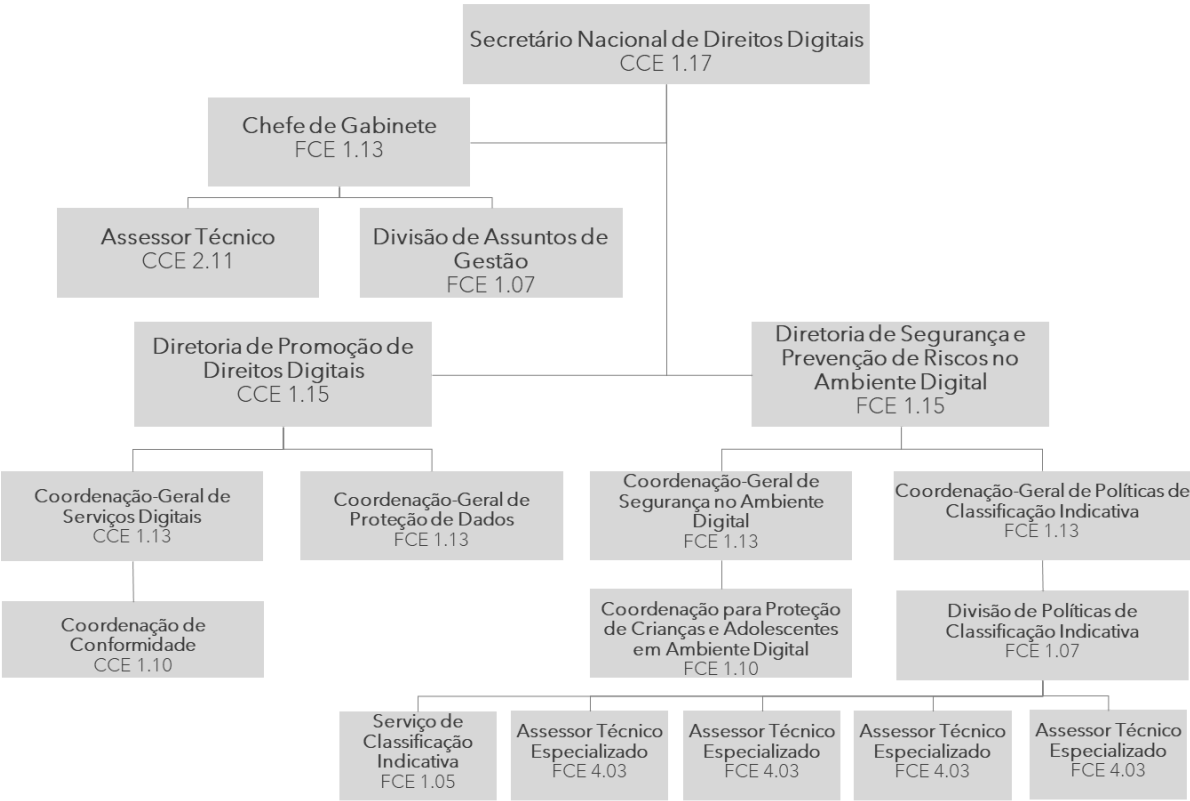 Secretário Nacional de Direitos Digitais
CCE 1.17
Chefe de Gabinete
FCE 1.13
Assessor Técnico
CCE 2.11
Divisão de Assuntos de
Gestão
FCE 1.07
Diretoria de Promoção de
Direitos Digitais
CCE 1.15
Diretoria de Segurança e
Prevenção de Riscos no
Ambiente Digital
FCE 1.15
Coordenação-Geral de
Serviços Digitais
CCE 1.13
Coordenação-Geral de
Proteção de Dados
FCE 1.13
Coordenação-Geral de
Segurança no Ambiente
Digital
FCE 1.13
Coordenação-Geral de Políticas de
Classificação Indicativa
FCE 1.13
Coordenação de
Conformidade
CCE 1.10
Coordenação para Proteção
de Crianças e Adolescentes
em Ambiente Digital
FCE 1.10
Divisão de Políticas de
Classificação Indicativa
FCE 1.07
Serviço de
Classificação
Indicativa
FCE 1.05
Assessor Técnico
Especializado
FCE 4.03
Assessor Técnico
Especializado
FCE 4.03
Assessor Técnico
Especializado
FCE 4.03
Assessor Técnico
Especializado
FCE 4.03